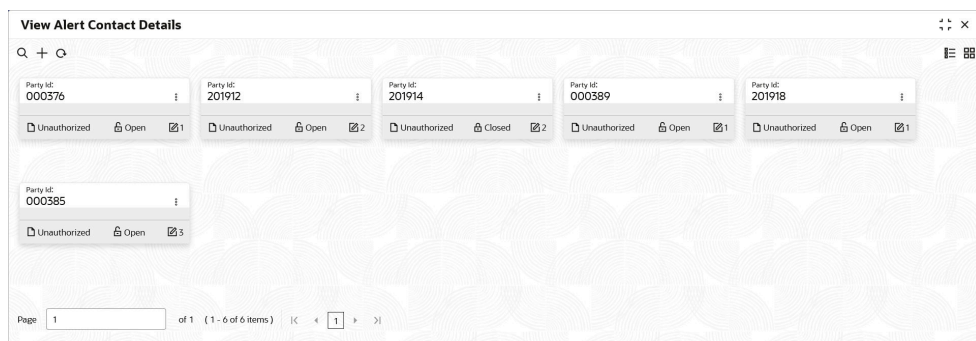 View Alert Contact Details
Party Id:
000376
Unauthorized Open 1
Party Id:
201912
Unauthorized Open 2
Party Id:
201914
Unauthorized Closed 2
Party Id:
000389
Unauthorized Open 1
Party Id:
201918
Unauthorized Open 1
Party Id:
000385
Unauthorized Open 3
Page 1 of 1 (1 - 6 of 6 items) 1